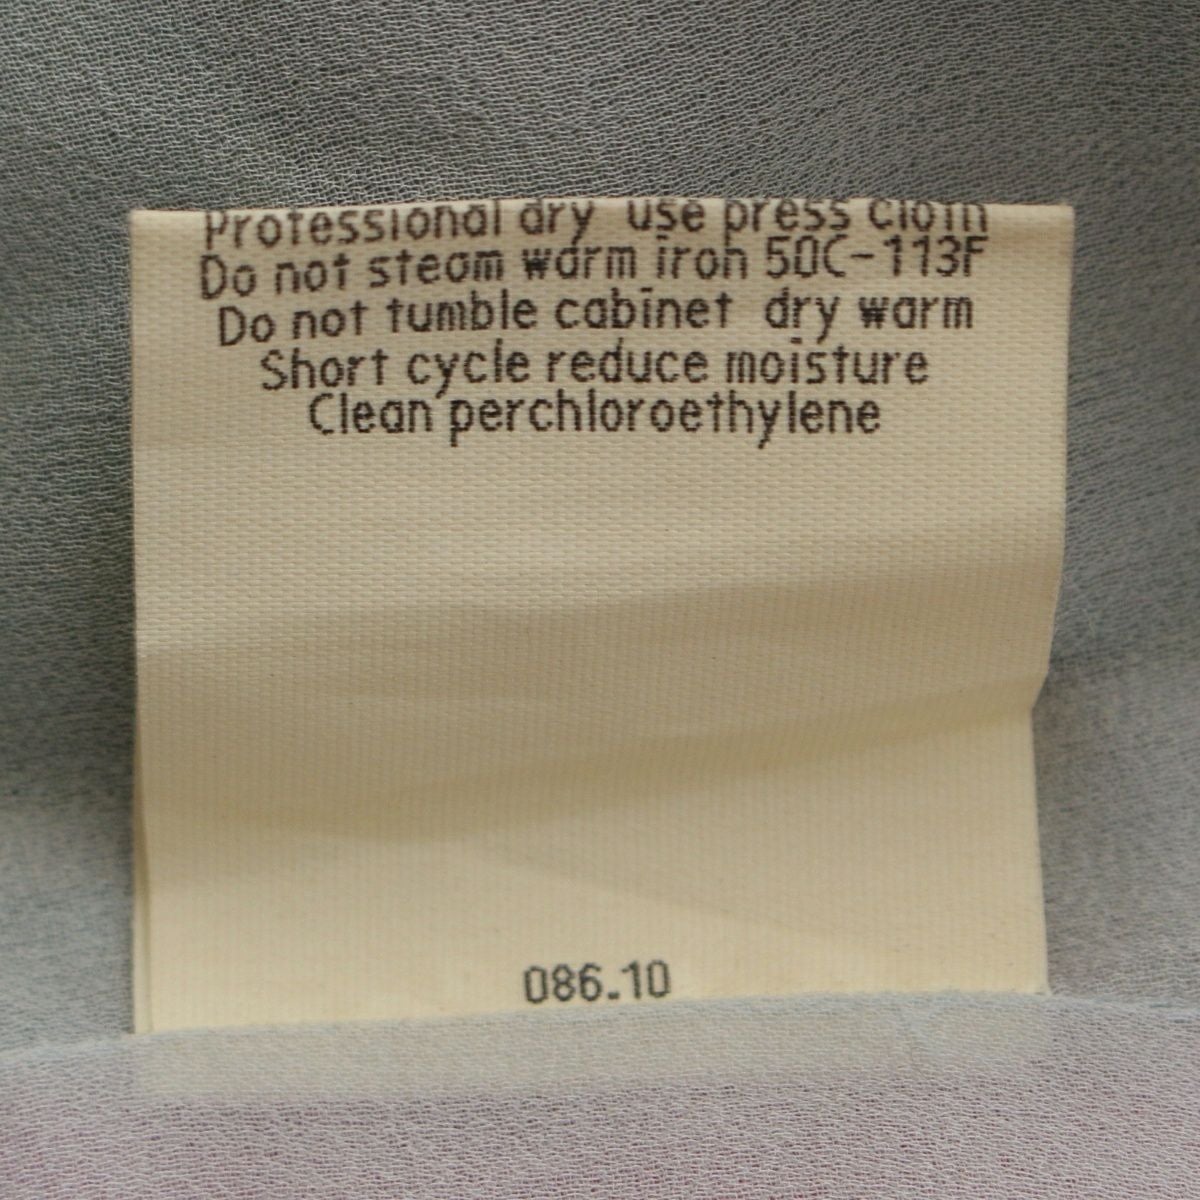 Professional dry use press cloth
Do not steam warm iron 50C-113F
Do not tumble cabinet dry warm
Short cycle reduce moisture
Clean perchloroethylene
086.10